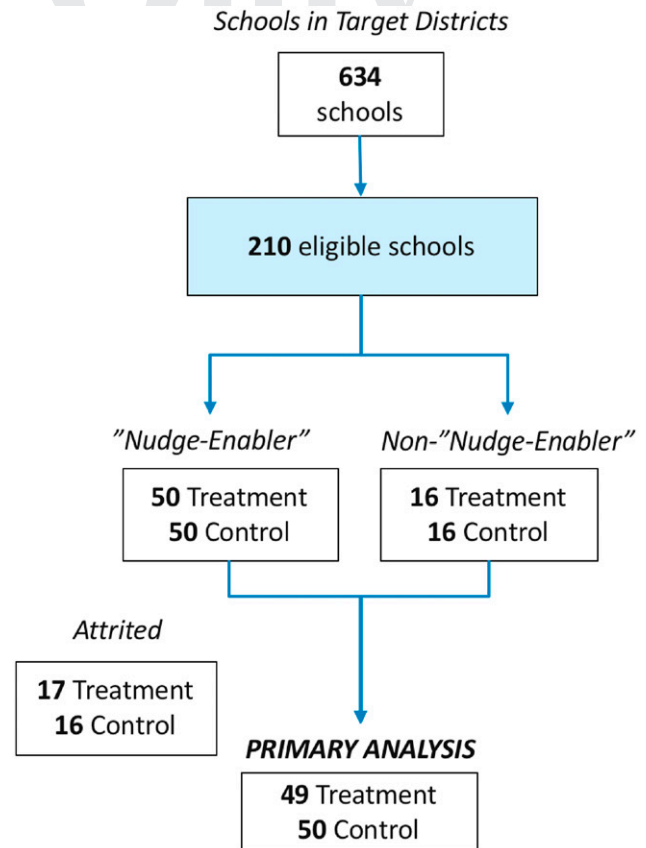 Schools in Target Districts
634
schools
210 eligible schools
”Nudge-Enabler”
50 Treatment
50 Control
Non-”Nudge-Enabler”
16 Treatment
16 Control
Attrited
17 Treatment
16 Control
PRIMARY ANALYSIS
49 Treatment
50 Control